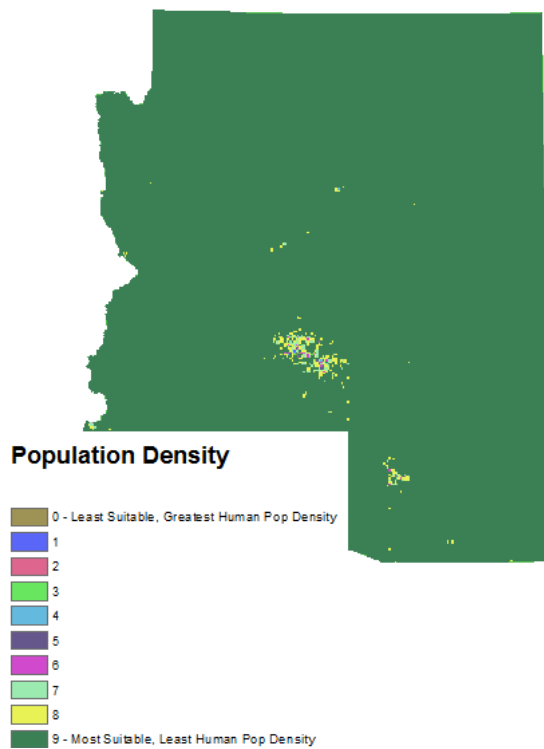 Population Density
0 - Least Suitable, Greatest Human Pop Density
1
2
3
4
5
6
7
8
9 - Most Suitable, Least Human Pop Density